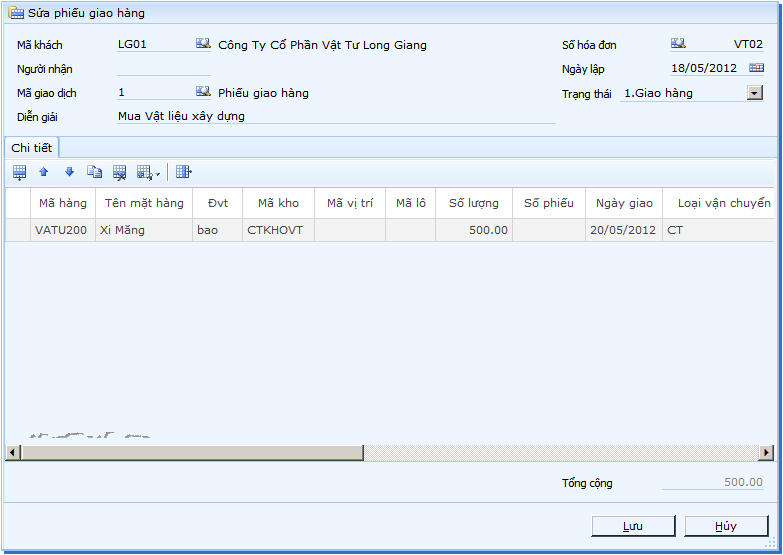 Sửa phiếu giao hàng
Mã khách LG01 Công Ty Cổ Phần Vật Tư Long Giang Số hóa đơn VT02
Người nhận Ngày lập 18/05/2012
Mã giao dịch 1 Phiếu giao hàng Trạng thái 1.Giao hàng
Diễn giải Mua Vật liệu xây dựng
Chi tiết
Mã hàng Tên mặt hàng Đvt Mã kho Mã vị trí Mã lô Số lượng Số phiếu Ngày giao Loại vận chuyển
VATU200 Xi Măng bao CTKHOVT 500.00 20/05/2012 CT
Tổng cộng 500.00
Lưu Hủy